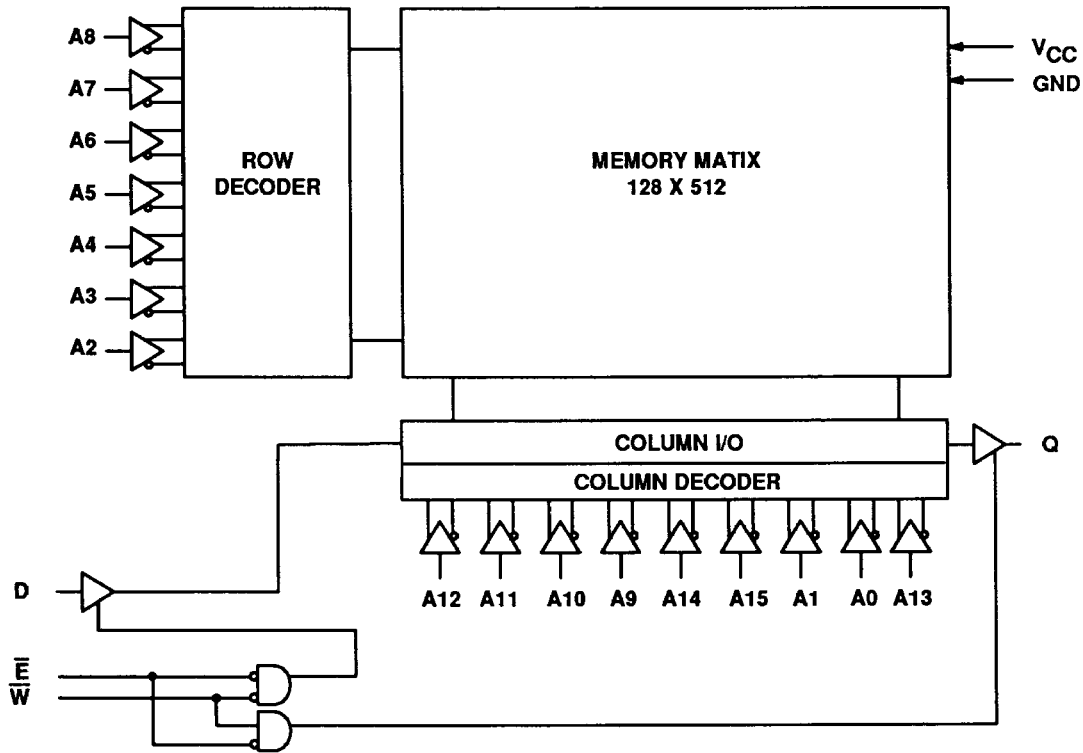 A8
A7
A6
A5
A4
A3
A2
ROW
DECODER
MEMORY MATIX
128 X 512
VCC
GND
COLUMN I/O
COLUMN DECODER
Q
A12 A11 A10 A9 A14 A15 A1 A0 A13
D
E̅
W̅